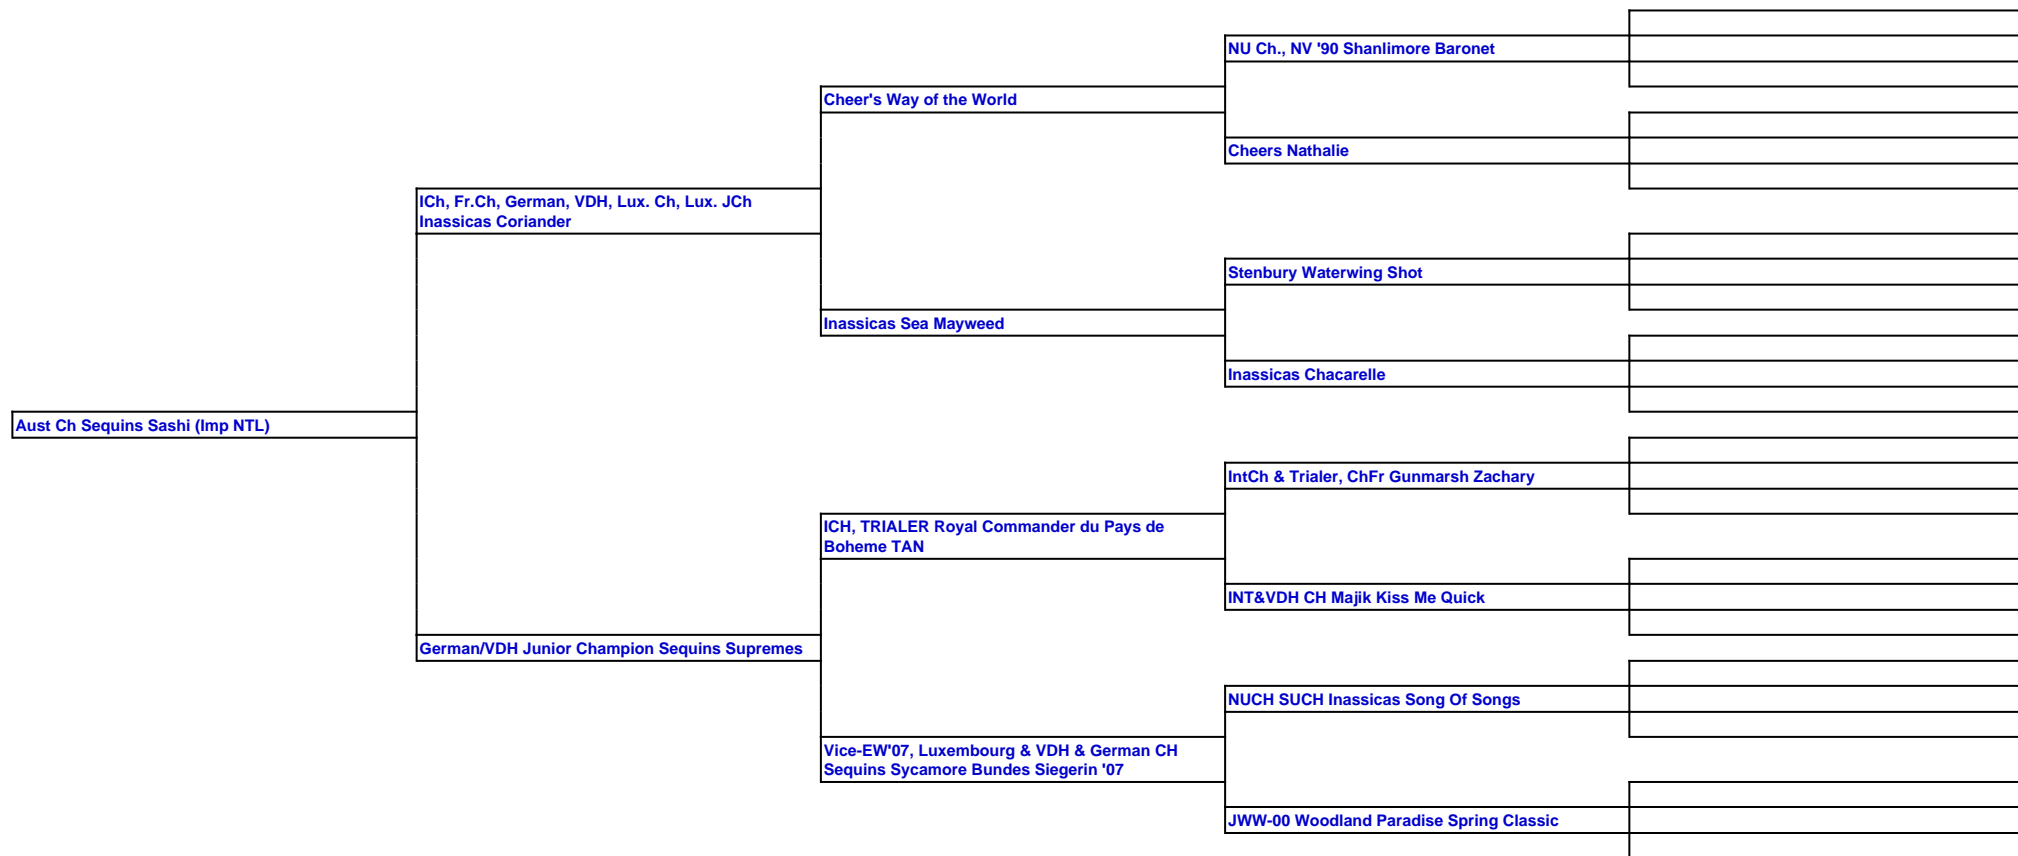 NU Ch., NV '90 Shanlimore Baronet
Cheer's Way of the World
Cheers Nathalie
ICh, Fr.Ch, German, VDH, Lux. Ch, Lux. JCh
Inassicas Coriander
Stenbury Waterwing Shot
Inassicas Sea Mayweed
Inassicas Chacarelle
Aust Ch Sequins Sashi (Imp NTL)
IntCh & Trialer, ChFr Gunmarsh Zachary
ICH, TRIALER Royal Commander du Pays de
Boheme TAN
INT&VDH CH Majik Kiss Me Quick
German/VDH Junior Champion Sequins Supremes
NUCH SUCH Inassicas Song Of Songs
Vice-EW'07, Luxembourg & VDH & German CH
Sequins Sycamore Bundes Siegerin '07
JWW-00 Woodland Paradise Spring Classic